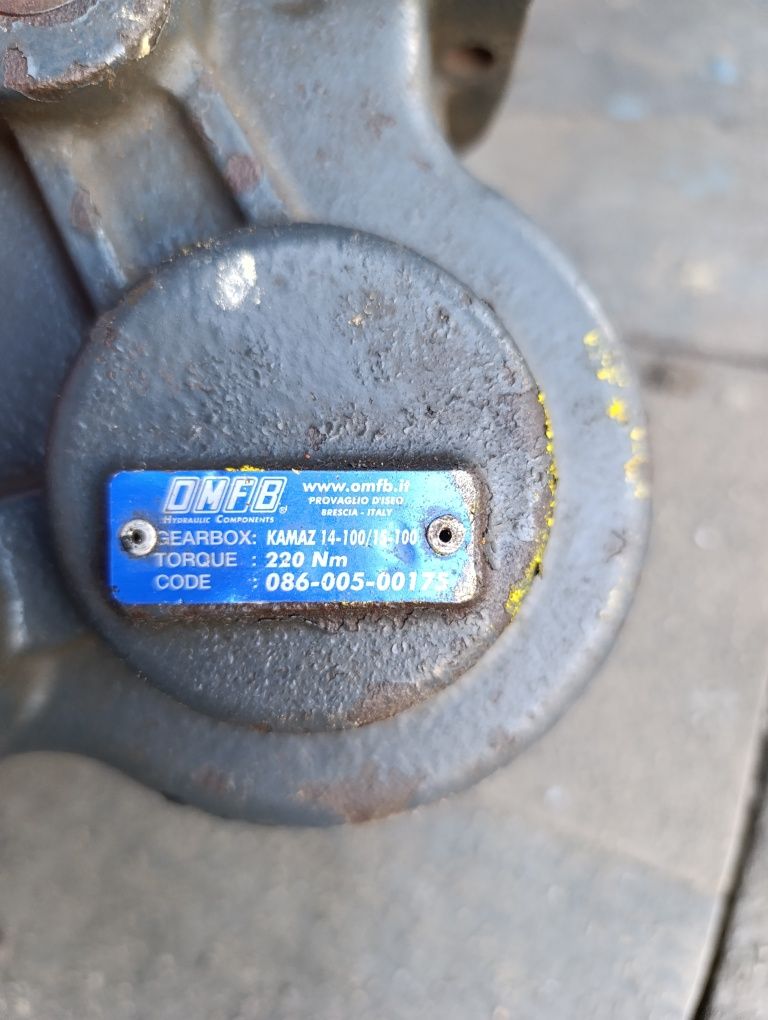 OMFB®
HYDRAULIC COMPONENTS
www.omfb.it
PROVAGLIO D'ISEO
BRESCIA - ITALY
GEARBOX: KAMAZ 14-100/15-100
TORQUE : 220 Nm
CODE : 086-005-00175